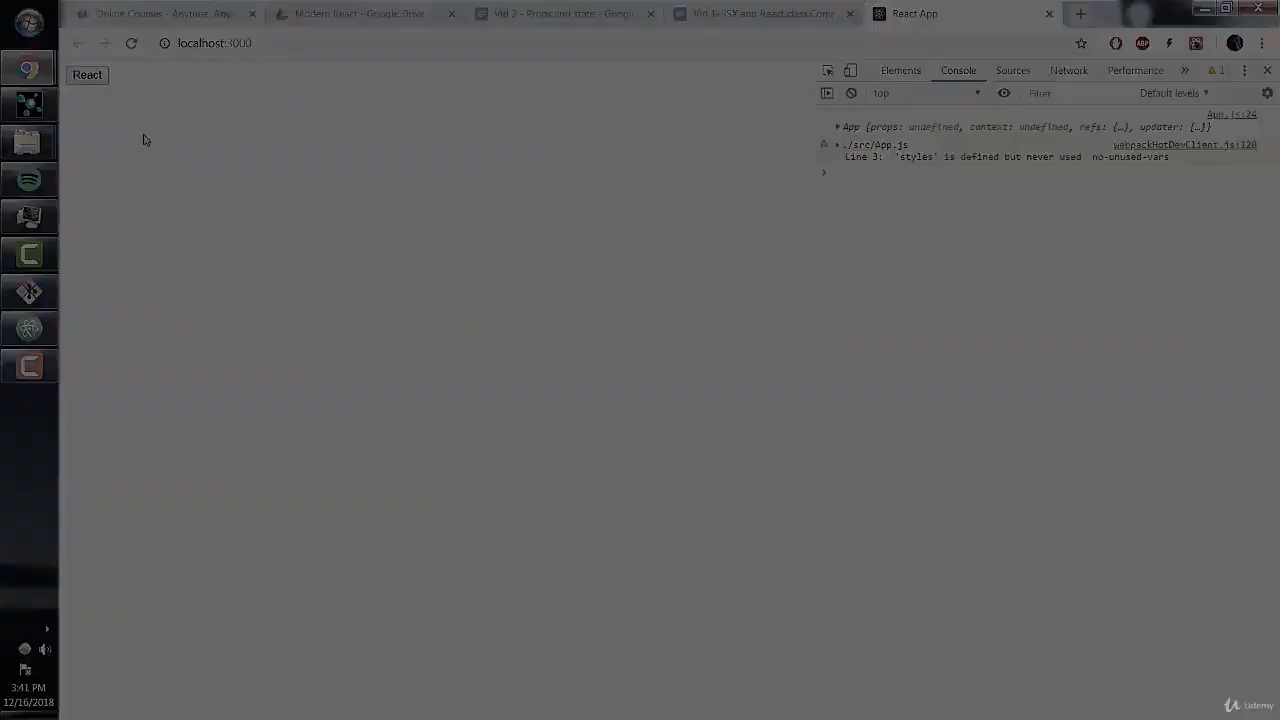 Online Courses - Anytime, Any
Modern React - Google Drive
Vid 2 - Props and state - Googl
Vid 1- JSX and React class Com
React App
localhost:3000
React
Elements
Console
Sources
Network
Performance
1
top
Filter
Default levels
App.js:24
App {props: undefined, context: undefined, refs: {…}, updater: {…}}
./src/App.js
webpackHotDevClient.js:120
Line 3:  'styles' is defined but never used  no-unused-vars
3:41 PM
12/16/2018
Udemy